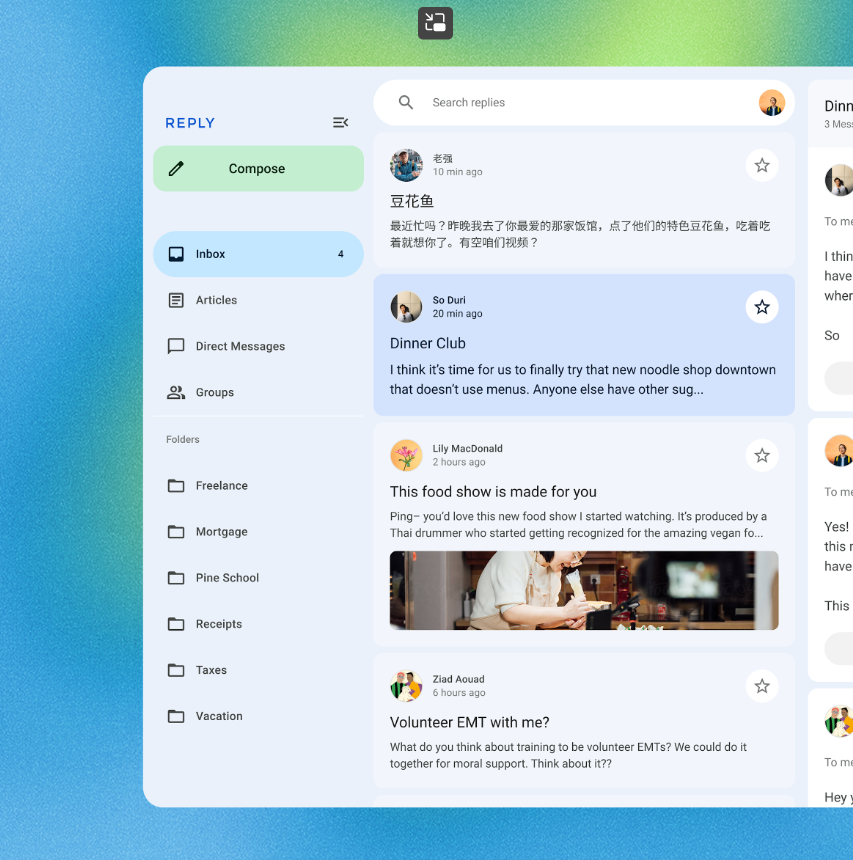 REPLY
Compose
Inbox 4
Articles
Direct Messages
Groups
Folders
Freelance
Mortgage
Pine School
Receipts
Taxes
Vacation
Search replies
老强
10 min ago
豆花鱼
最近忙吗？昨晚我去了你最爱的那家饭馆，点了他们的特色豆花鱼，吃着吃
着就想你了。有空咱们视频？
So Duri
20 min ago
Dinner Club
I think it’s time for us to finally try that new noodle shop downtown
that doesn’t use menus. Anyone else have other sug...
Lily MacDonald
2 hours ago
This food show is made for you
Ping– you’d love this new food show I started watching. It’s produced by a
Thai drummer who started getting recognized for the amazing vegan fo...
Ziad Aouad
6 hours ago
Volunteer EMT with me?
What do you think about training to be volunteer EMTs? We could do it
together for moral support. Think about it??
Dinn
3 Mess
To me
I thin
have
wher
So
To me
Yes!
this r
have
This
To me
Hey y